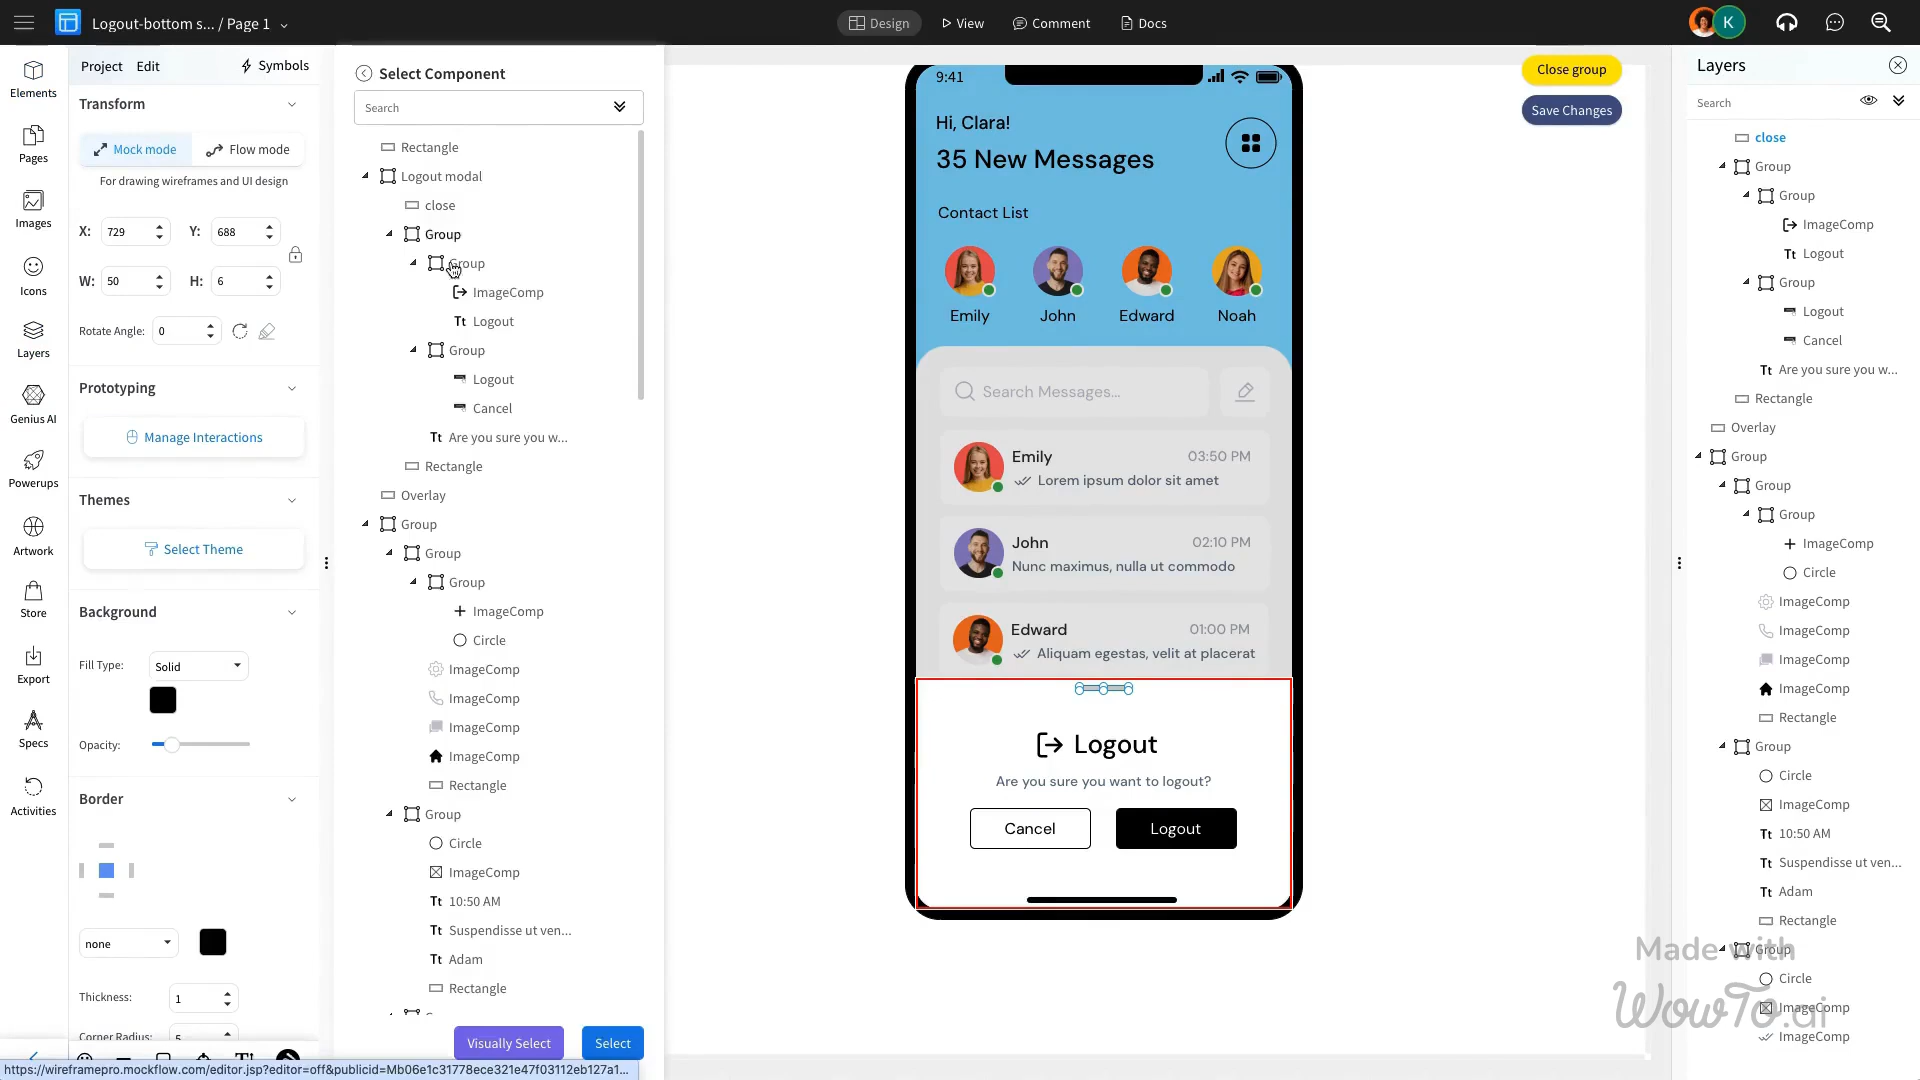 Logout-bottom s... / Page 1
Design
View
Comment
Docs
K
Elements
Pages
Images
Icons
Layers
Genius AI
Powerups
Artwork
Store
Export
Specs
Activities
Project
Edit
Symbols
Transform
Mock mode
Flow mode
For drawing wireframes and UI design
X: 729
Y: 688
W: 50
H: 6
Rotate Angle: 0
Prototyping
Manage Interactions
Themes
Select Theme
Background
Fill Type: Solid
Opacity:
Border
none
Thickness: 1
Corner Radius: 5
Select Component
Search
Rectangle
Logout modal
close
Group
Group
ImageComp
Tt Logout
Group
Logout
Cancel
Tt Are you sure you w...
Rectangle
Overlay
Group
Group
Group
ImageComp
Circle
ImageComp
ImageComp
ImageComp
ImageComp
Rectangle
Group
Circle
ImageComp
Tt 10:50 AM
Tt Suspendisse ut ven...
Tt Adam
Rectangle
Visually Select
Select
https://wireframepro.mockflow.com/editor.jsp?editor=off&publicid=Mb06e1c31778ece321e47f03112eb127a1...
9:41
Hi, Clara!
35 New Messages
Contact List
Emily
John
Edward
Noah
Search Messages...
Emily
03:50 PM
Lorem ipsum dolor sit amet
John
02:10 PM
Nunc maximus, nulla ut commodo
Edward
01:00 PM
Aliquam egestas, velit at placerat
Logout
Are you sure you want to logout?
Cancel
Logout
Close group
Save Changes
Layers
Search
close
Group
Group
ImageComp
Tt Logout
Group
Logout
Cancel
Tt Are you sure you w...
Rectangle
Overlay
Group
Group
Group
ImageComp
Circle
ImageComp
ImageComp
ImageComp
ImageComp
Rectangle
Group
Circle
ImageComp
Tt 10:50 AM
Tt Suspendisse ut ven...
Tt Adam
Rectangle
Group
Circle
ImageComp
ImageComp
Made with
WowTo.ai